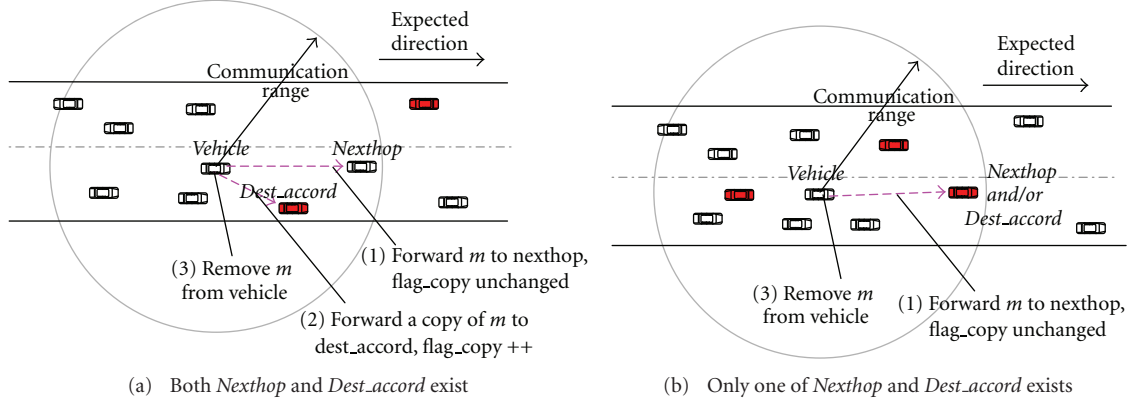 Expected
direction
Communication
range
Vehicle
Nexthop
Dest_accord
(1) Forward m to nexthop,
flag_copy unchanged
(3) Remove m
from vehicle
(2) Forward a copy of m to
dest_accord, flag_copy ++
(a) Both Nexthop and Dest_accord exist
Expected
direction
Communication
range
Vehicle
Nexthop
and/or
Dest_accord
(3) Remove m
from vehicle
(1) Forward m to nexthop,
flag_copy unchanged
(b) Only one of Nexthop and Dest_accord exists